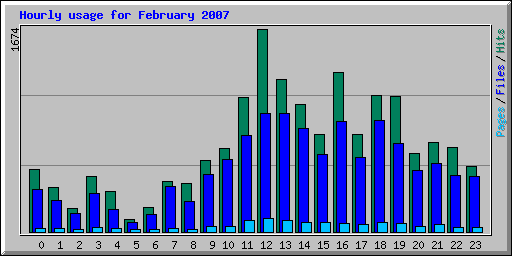 Hourly usage for February 2007
1674
Pages/Files/Hits
0 1 2 3 4 5 6 7 8 9 10 11 12 13 14 15 16 17 18 19 20 21 22 23